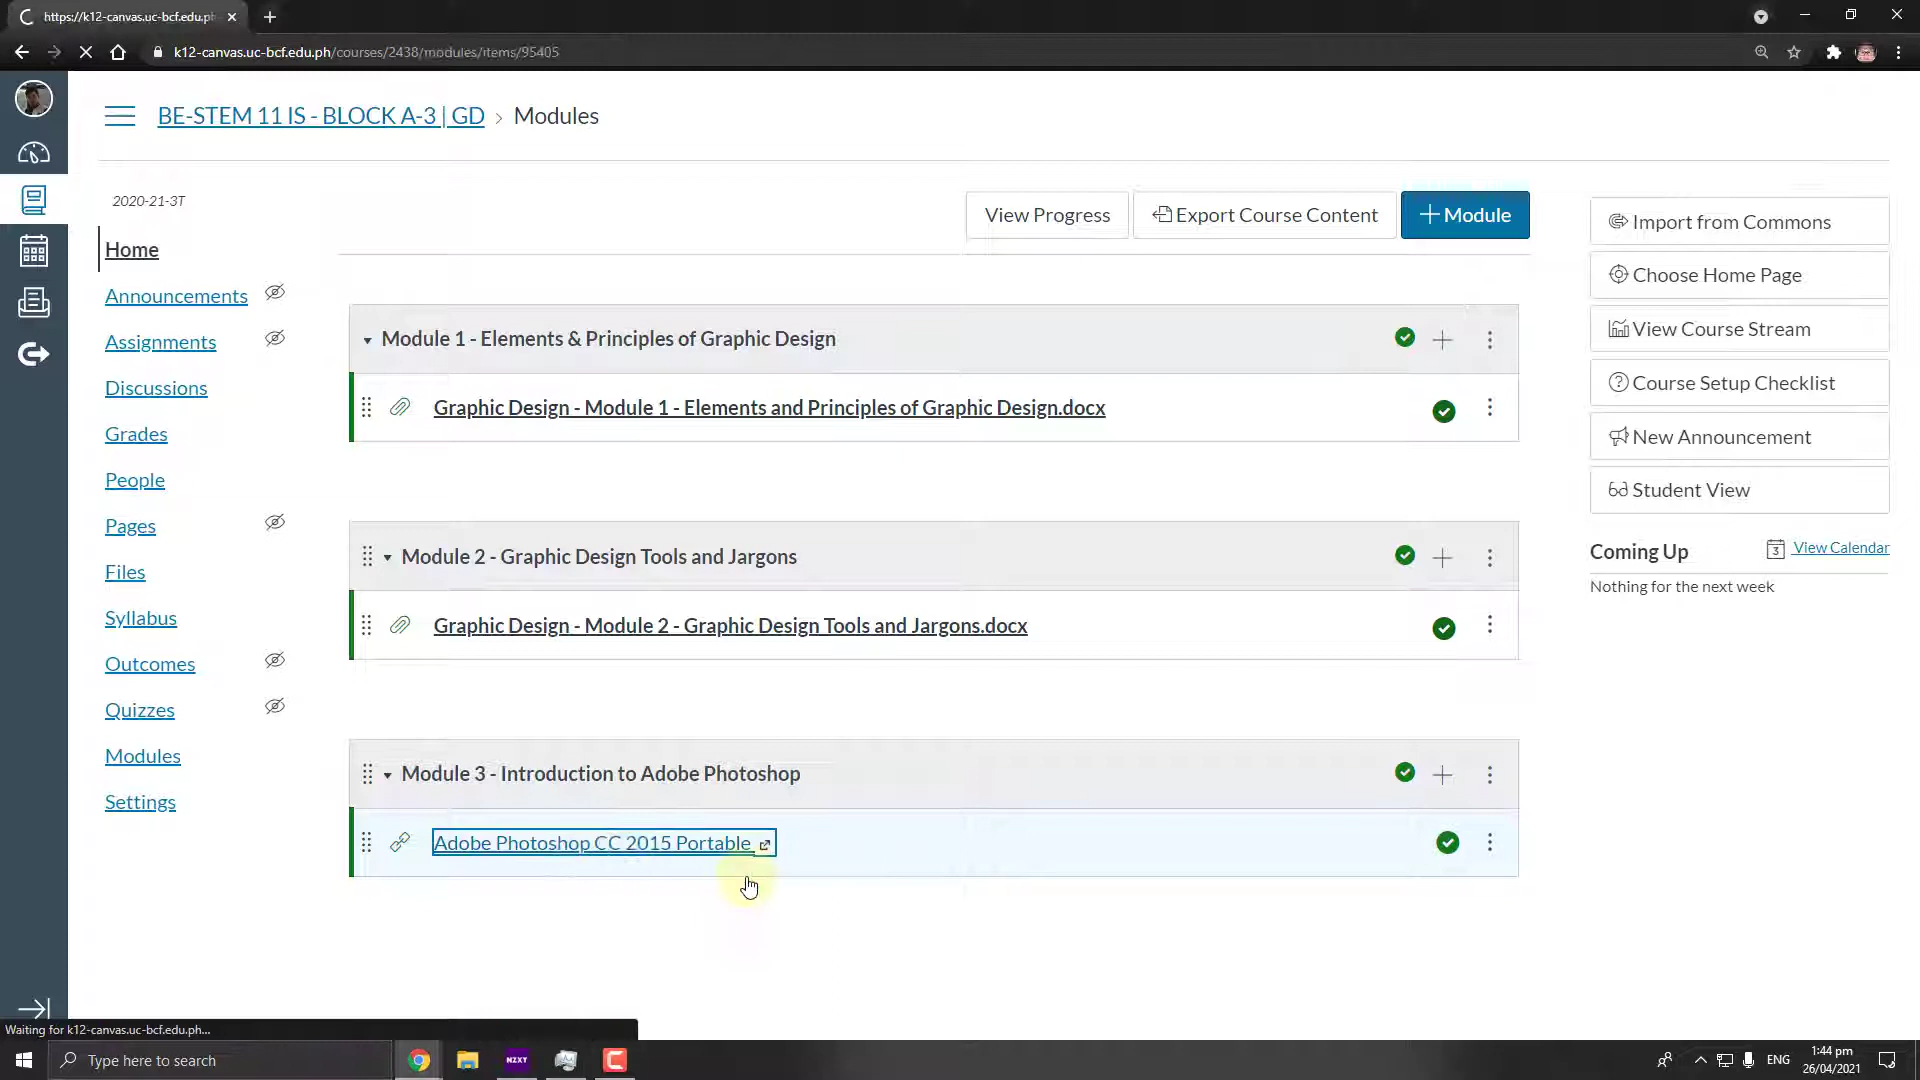 https://k12-canvas.uc-bcf.edu.ph
k12-canvas.uc-bcf.edu.ph/courses/2438/modules/items/95405
BE-STEM 11 IS - BLOCK A-3 | GD › Modules
2020-21-3T
Home
Announcements
Assignments
Discussions
Grades
People
Pages
Files
Syllabus
Outcomes
Quizzes
Modules
Settings
View Progress
Export Course Content
+ Module
Module 1 - Elements & Principles of Graphic Design
Graphic Design - Module 1 - Elements and Principles of Graphic Design.docx
Module 2 - Graphic Design Tools and Jargons
Graphic Design - Module 2 - Graphic Design Tools and Jargons.docx
Module 3 - Introduction to Adobe Photoshop
Adobe Photoshop CC 2015 Portable
Import from Commons
Choose Home Page
View Course Stream
Course Setup Checklist
New Announcement
Student View
Coming Up
3 View Calendar
Nothing for the next week
Waiting for k12-canvas.uc-bcf.edu.ph...
Type here to search
NZXT
ENG
1:44 pm
26/04/2021